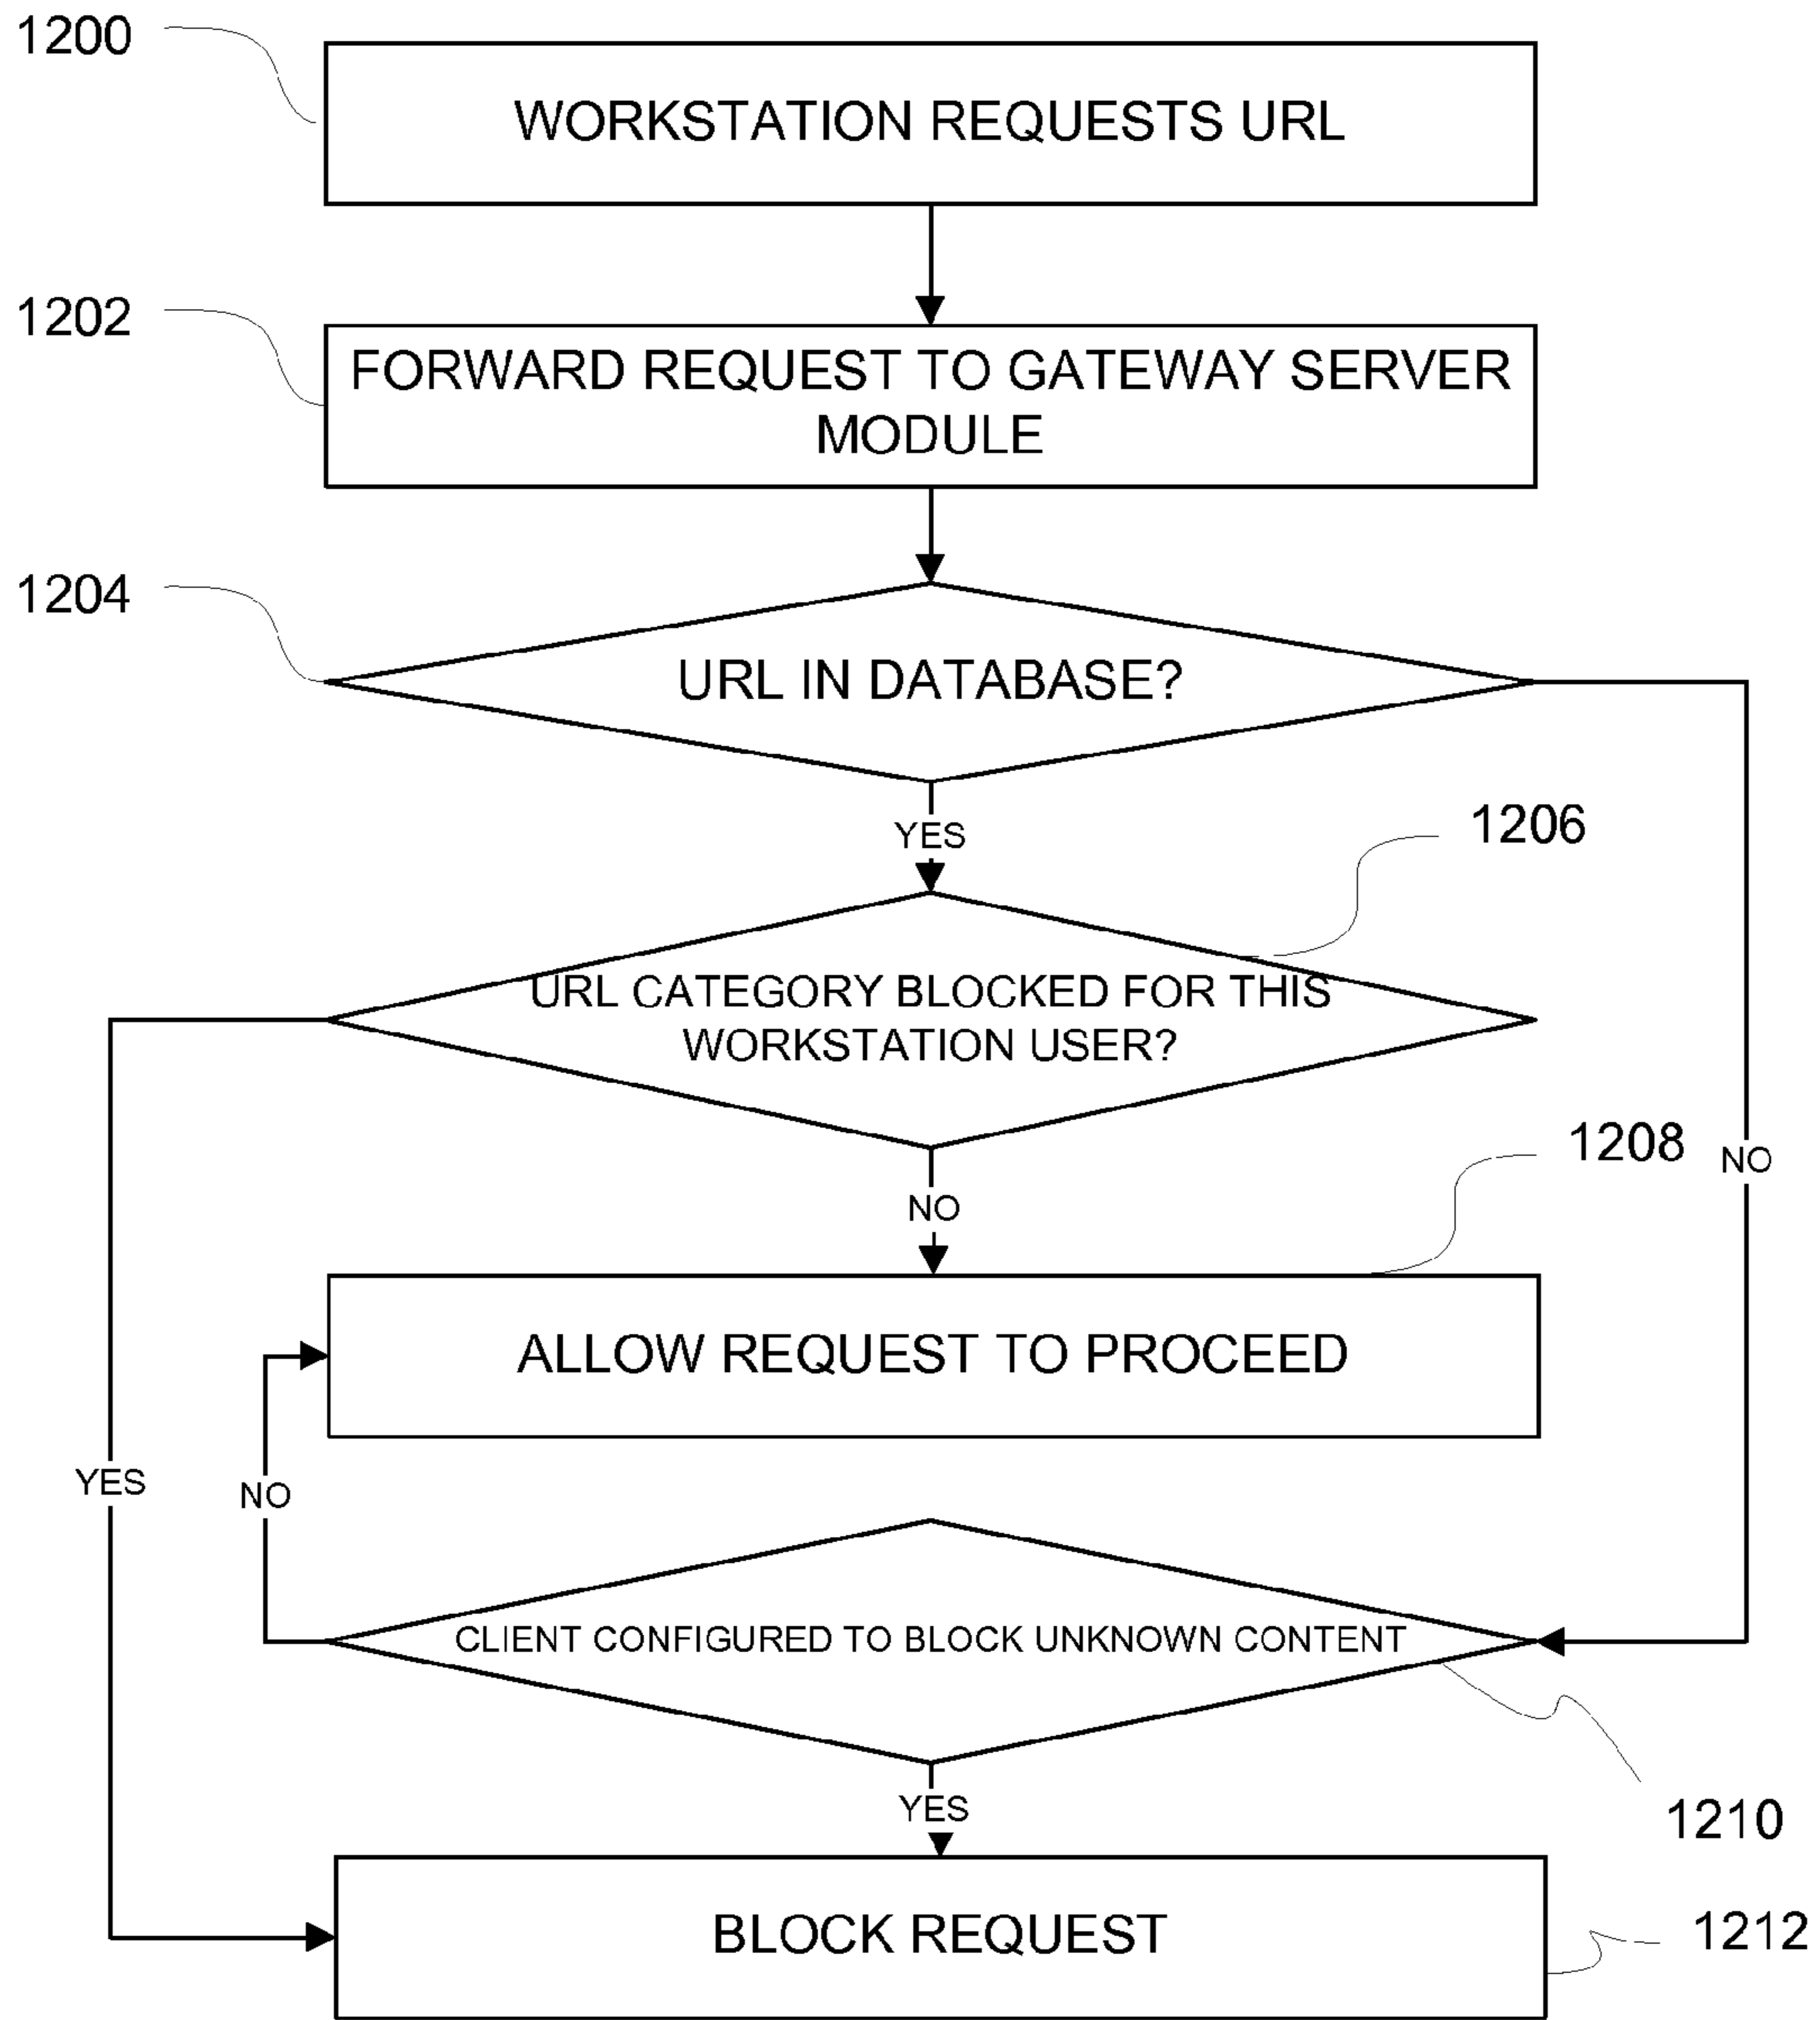 1200
WORKSTATION REQUESTS URL
1202
FORWARD REQUEST TO GATEWAY SERVER
MODULE
1204
URL IN DATABASE?
YES
1206
URL CATEGORY BLOCKED FOR THIS
WORKSTATION USER?
1208
NO
NO
ALLOW REQUEST TO PROCEED
YES
NO
CLIENT CONFIGURED TO BLOCK UNKNOWN CONTENT
YES
1210
BLOCK REQUEST
1212